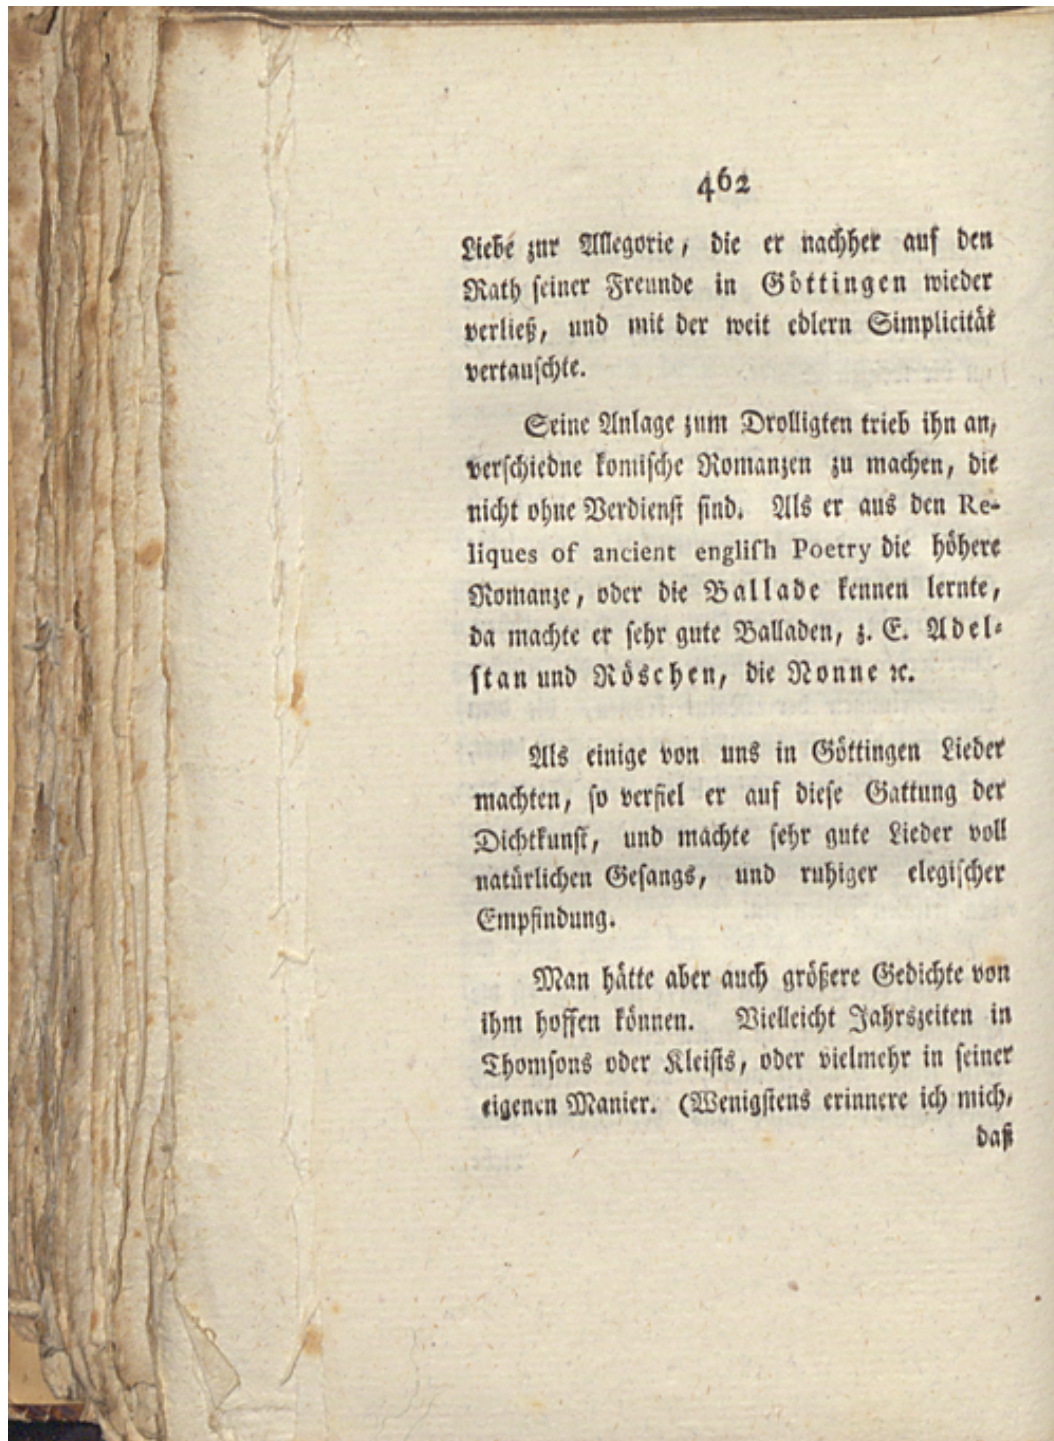 462
Liebe zur Allegorie, die er nachher auf den
Rath seiner Freunde in Göttingen wieder
verließ, und mit der weit edlern Simplicität
vertauschte.
Seine Anlage zum Drolligten trieb ihn an,
verschiedne komische Romanzen zu machen, die
nicht ohne Verdienst sind. Als er aus den Re-
liques of ancient engliſh Poetry die höhere
Romanze, oder die Ballade kennen lernte,
da machte er sehr gute Balladen, z. E. Adel-
stan und Röschen, die Nonne ꝛc.
Als einige von uns in Göttingen Lieder
machten, so verfiel er auf diese Gattung der
Dichtkunst, und machte sehr gute Lieder voll
natürlichen Gesangs, und ruhiger elegischer
Empfindung.
Man hätte aber auch größere Gedichte von
ihm hoffen können. Vielleicht Jahrszeiten in
Thomsons oder Kleists, oder vielmehr in seiner
eigenen Manier. (Wenigstens erinnere ich mich,
daß